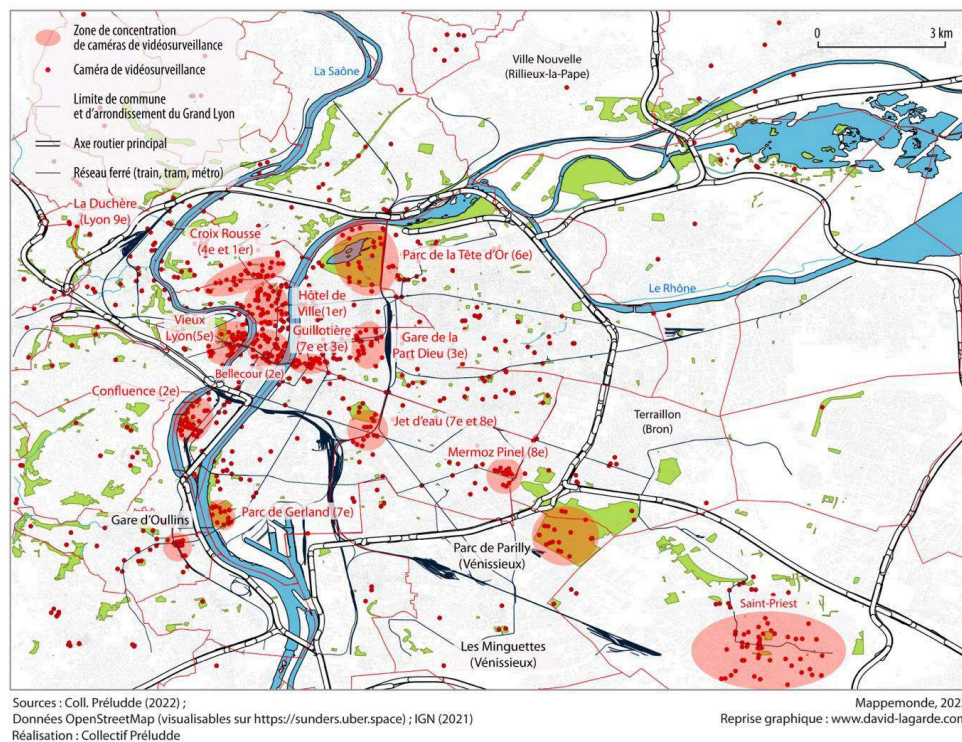 Zone de concentration
de caméras de vidéosurveillance
Caméra de vidéosurveillance
Limite de commune
et d'arrondissement du Grand Lyon
Axe routier principal
Réseau ferré (train, tram, métro)
La Saône
Ville Nouvelle
(Rillieux-la-Pape)
0 3 km
La Duchère
(Lyon 9e)
Croix Rousse
(4e et 1er)
Parc de la Tête d'Or (6e)
Le Rhône
Hôtel de
Ville(1er)
Vieux
Lyon(5e)
Guillotière
(7e et 3e)
Gare de la
Part Dieu (3e)
Bellecour (2e)
Confluence (2e)
Jet d'eau (7e et 8e)
Terraillon
(Bron)
Mermoz Pinel (8e)
Parc de Gerland (7e)
Gare d'Oullins
Parc de Parilly
(Vénissieux)
Saint-Priest
Les Minguettes
(Vénissieux)
Sources : Coll. Préludde (2022) ;
Données OpenStreetMap (visualisables sur https://sunders.uber.space) ; IGN (2021)
Réalisation : Collectif Préludde
Mappemonde, 202
Reprise graphique : www.david-lagarde.com